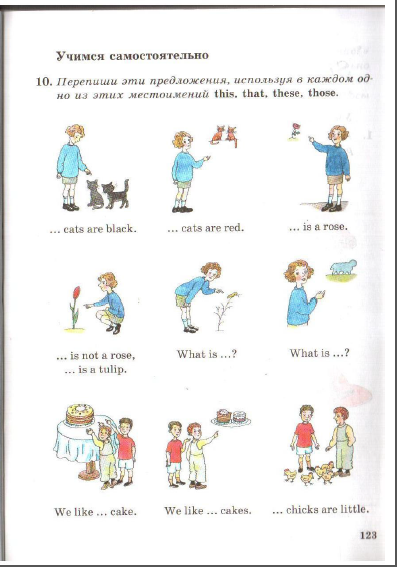 Учимся самостоятельно
10. Перепиши эти предложения, используя в каждом од-
но из этих местоимений this, that, these, those.
... cats are black.
... cats are red.
... is a rose.
... is not a rose,
... is a tulip.
What is ...?
What is ...?
We like ... cake.
We like ... cakes.
... chicks are little.
123